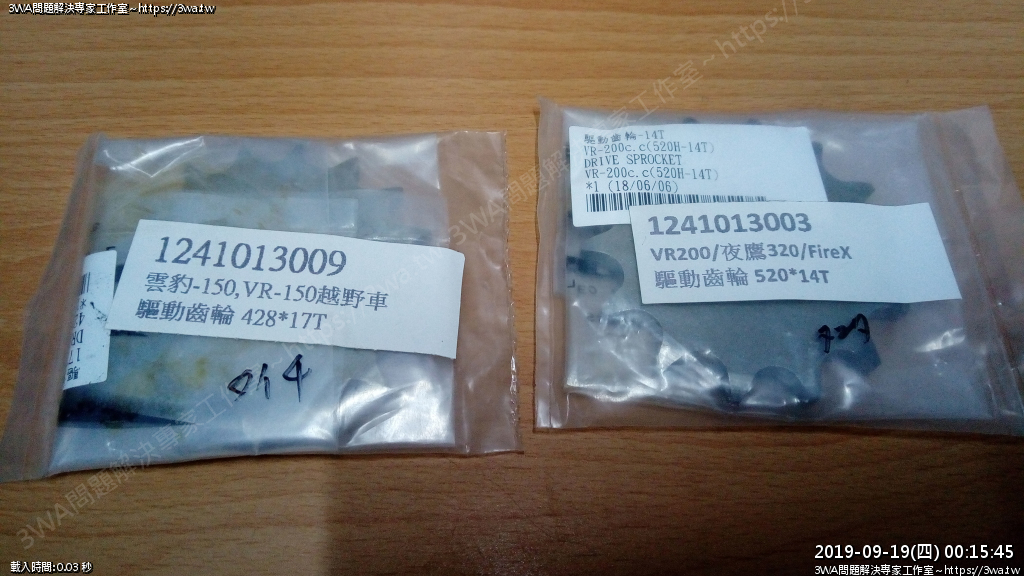 3WA問題解決專家工作室~https://3wa.tw
1241013009
雲豹-150,VR-150越野車
驅動齒輪 428*17T
驅動齒輪-14T
VR-200c.c(520H-14T)
DRIVE SPROCKET
VR-200c.c(520H-14T)
*1 (18/06/06)
1241013003
VR200/夜鷹320/FireX
驅動齒輪 520*14T
載入時間:0.03 秒
2019-09-19(四) 00:15:45
3WA問題解決專家工作室~https://3wa.tw